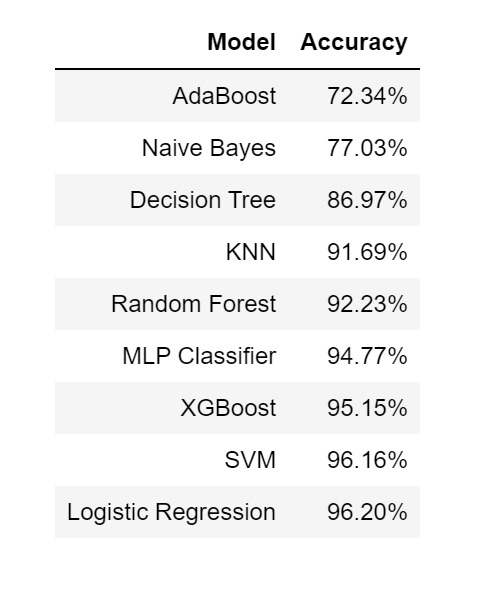 Model Accuracy
AdaBoost 72.34%
Naive Bayes 77.03%
Decision Tree 86.97%
KNN 91.69%
Random Forest 92.23%
MLP Classifier 94.77%
XGBoost 95.15%
SVM 96.16%
Logistic Regression 96.20%